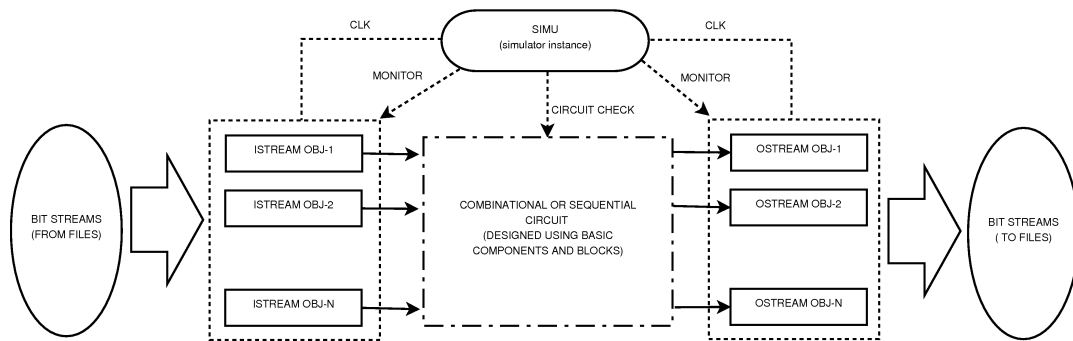 SIMU
(simulator instance)
CLK
CLK
MONITOR
MONITOR
CIRCUIT CHECK
BIT STREAMS
(FROM FILES)
ISTREAM OBJ-1
ISTREAM OBJ-2
ISTREAM OBJ-N
COMBINATIONAL OR SEQUENTIAL
CIRCUIT
(DESIGNED USING BASIC
COMPONENTS AND BLOCKS)
OSTREAM OBJ-1
OSTREAM OBJ-2
OSTREAM OBJ-N
BIT STREAMS
( TO FILES)